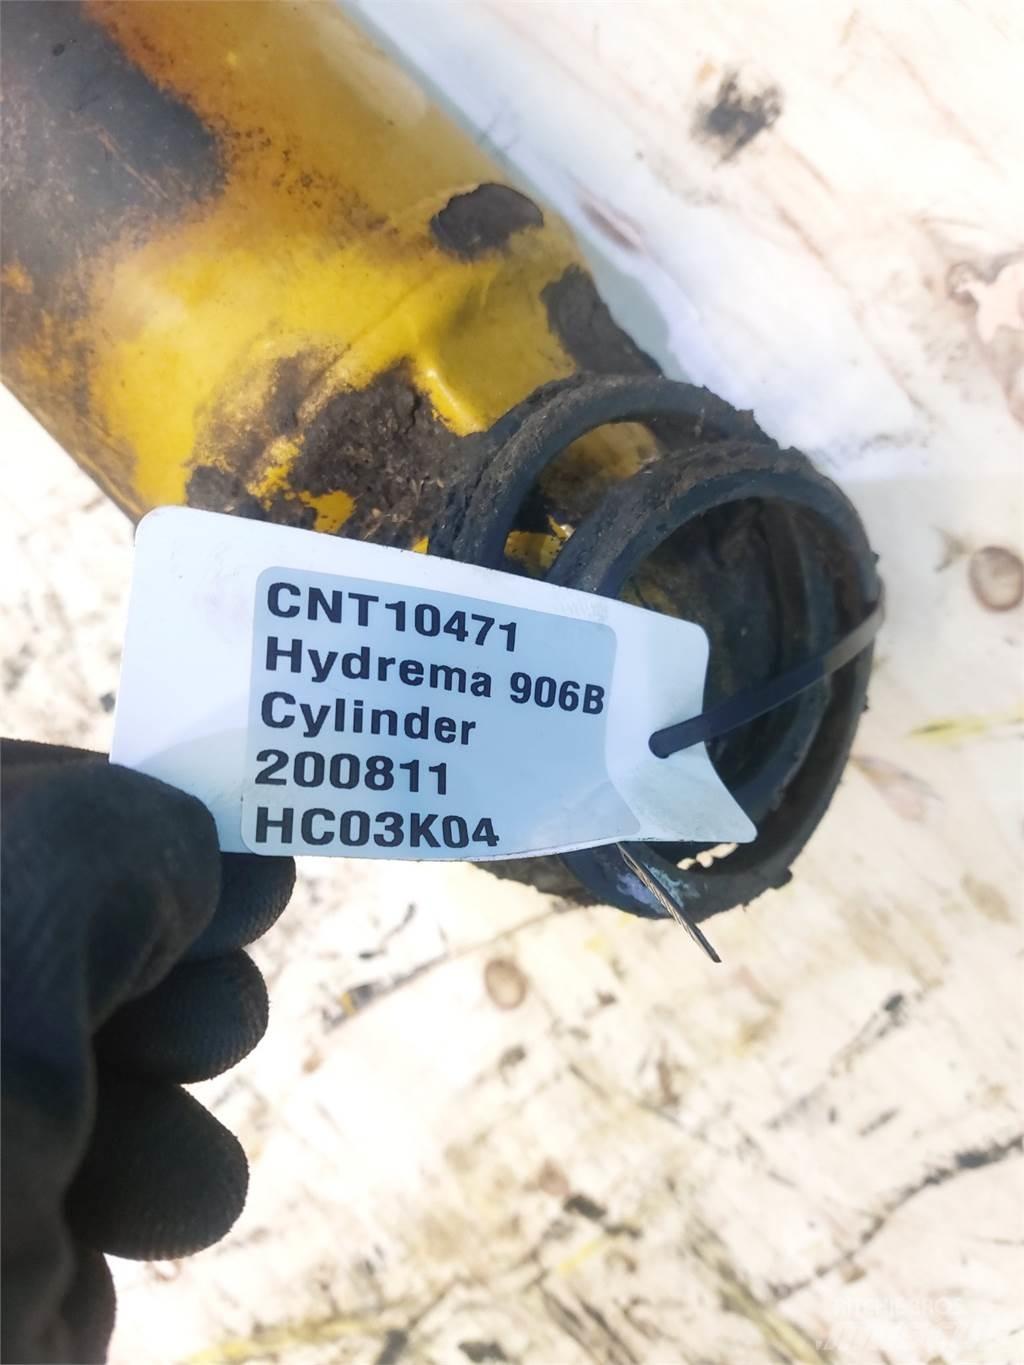 CNT10471
Hydrema 906B
Cylinder
200811
HC03K04